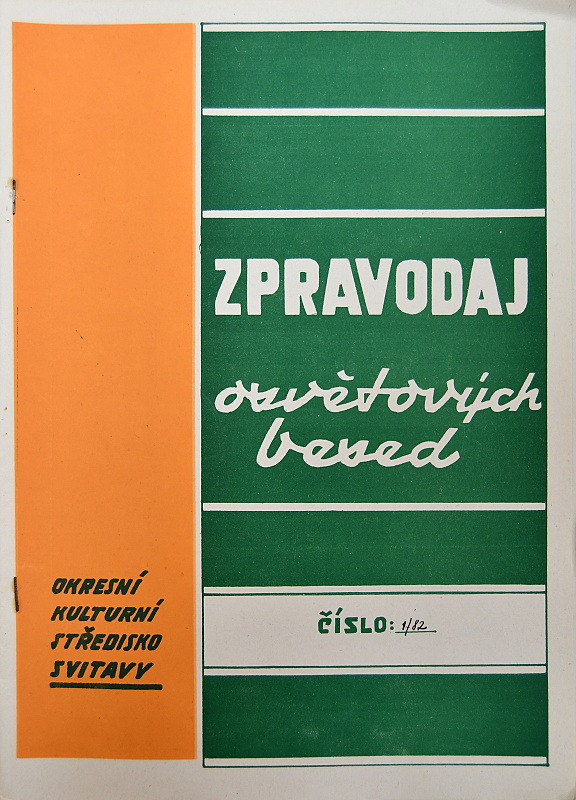 ZPRAVODAJ
osvětových
besed
OKRESNÍ
KULTURNÍ
STŘEDISKO
SVITAVY
ČÍSLO: 1/82